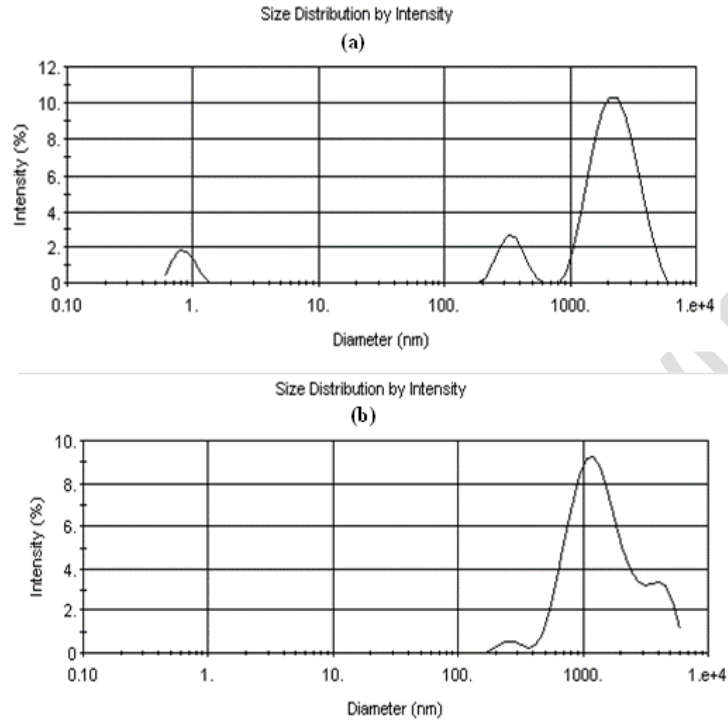 Size Distribution by Intensity
(a)
12.
10.
8.
6.
4.
2.
0
Intensity (%)
0.10 1. 10. 100. 1000. 1.e+4
Diameter (nm)
Size Distribution by Intensity
(b)
10.
8.
6.
4.
2.
0
Intensity (%)
0.10 1. 10. 100. 1000. 1.e+4
Diameter (nm)